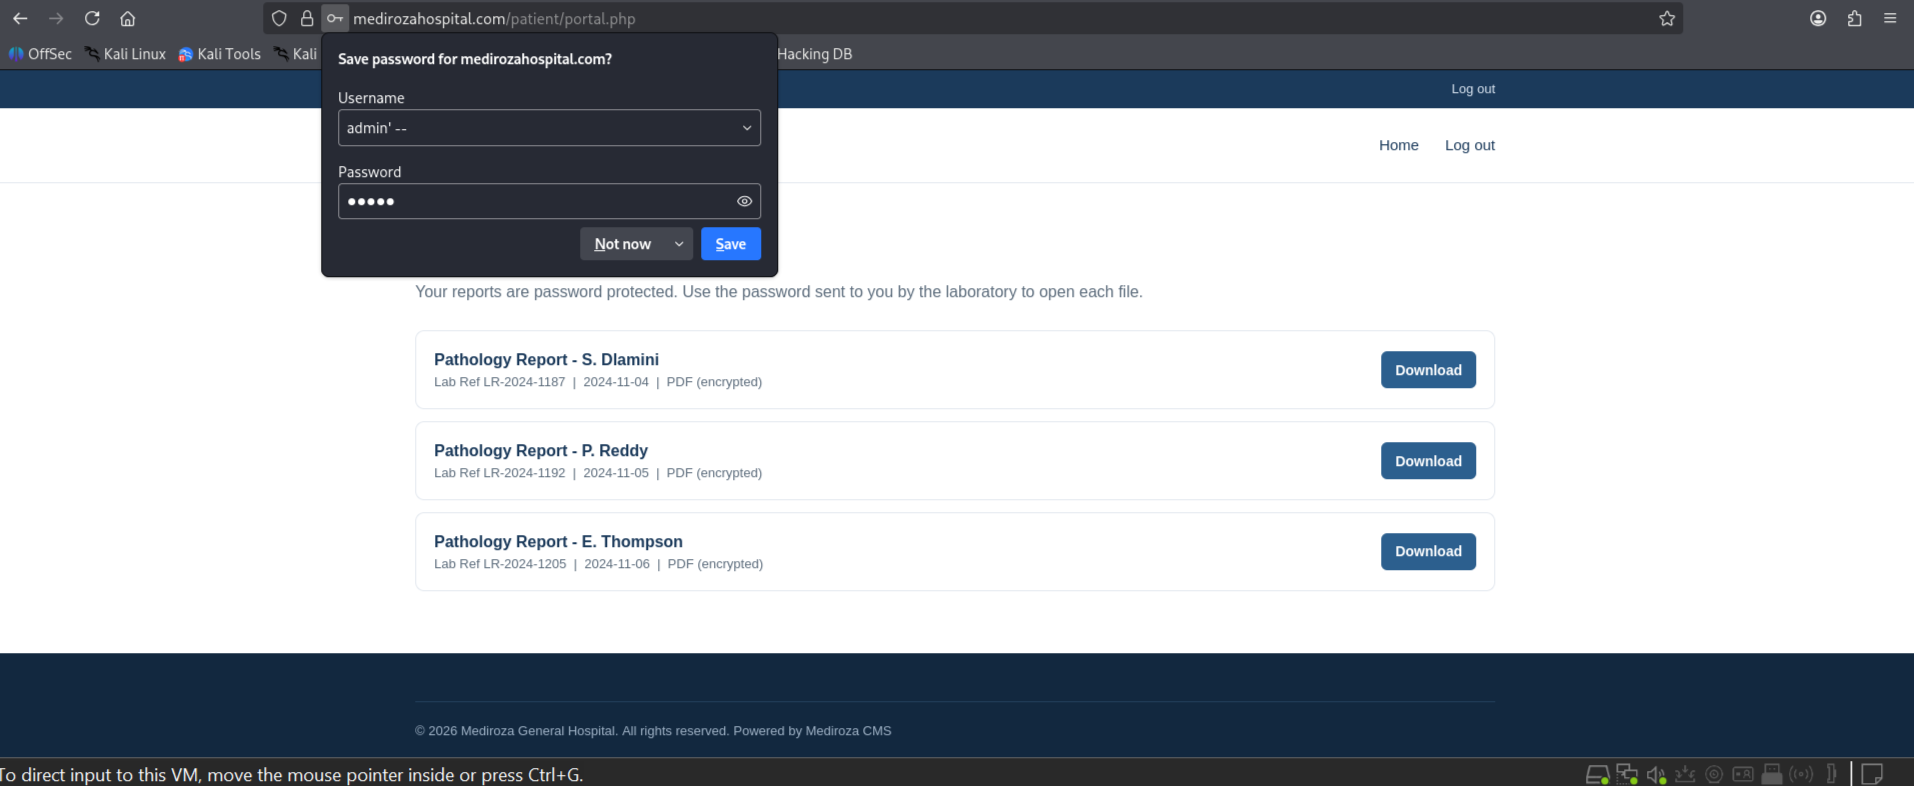 medirozahospital.com/patient/portal.php
OffSec Kali Linux Kali Tools Kali Hacking DB
Save password for medirozahospital.com?
Username
admin' --
Password
●●●●●
Not now Save
Log out
Home Log out
Your reports are password protected. Use the password sent to you by the laboratory to open each file.
Pathology Report - S. Dlamini
Lab Ref LR-2024-1187 | 2024-11-04 | PDF (encrypted)
Download
Pathology Report - P. Reddy
Lab Ref LR-2024-1192 | 2024-11-05 | PDF (encrypted)
Download
Pathology Report - E. Thompson
Lab Ref LR-2024-1205 | 2024-11-06 | PDF (encrypted)
Download
© 2026 Mediroza General Hospital. All rights reserved. Powered by Mediroza CMS
To direct input to this VM, move the mouse pointer inside or press Ctrl+G.